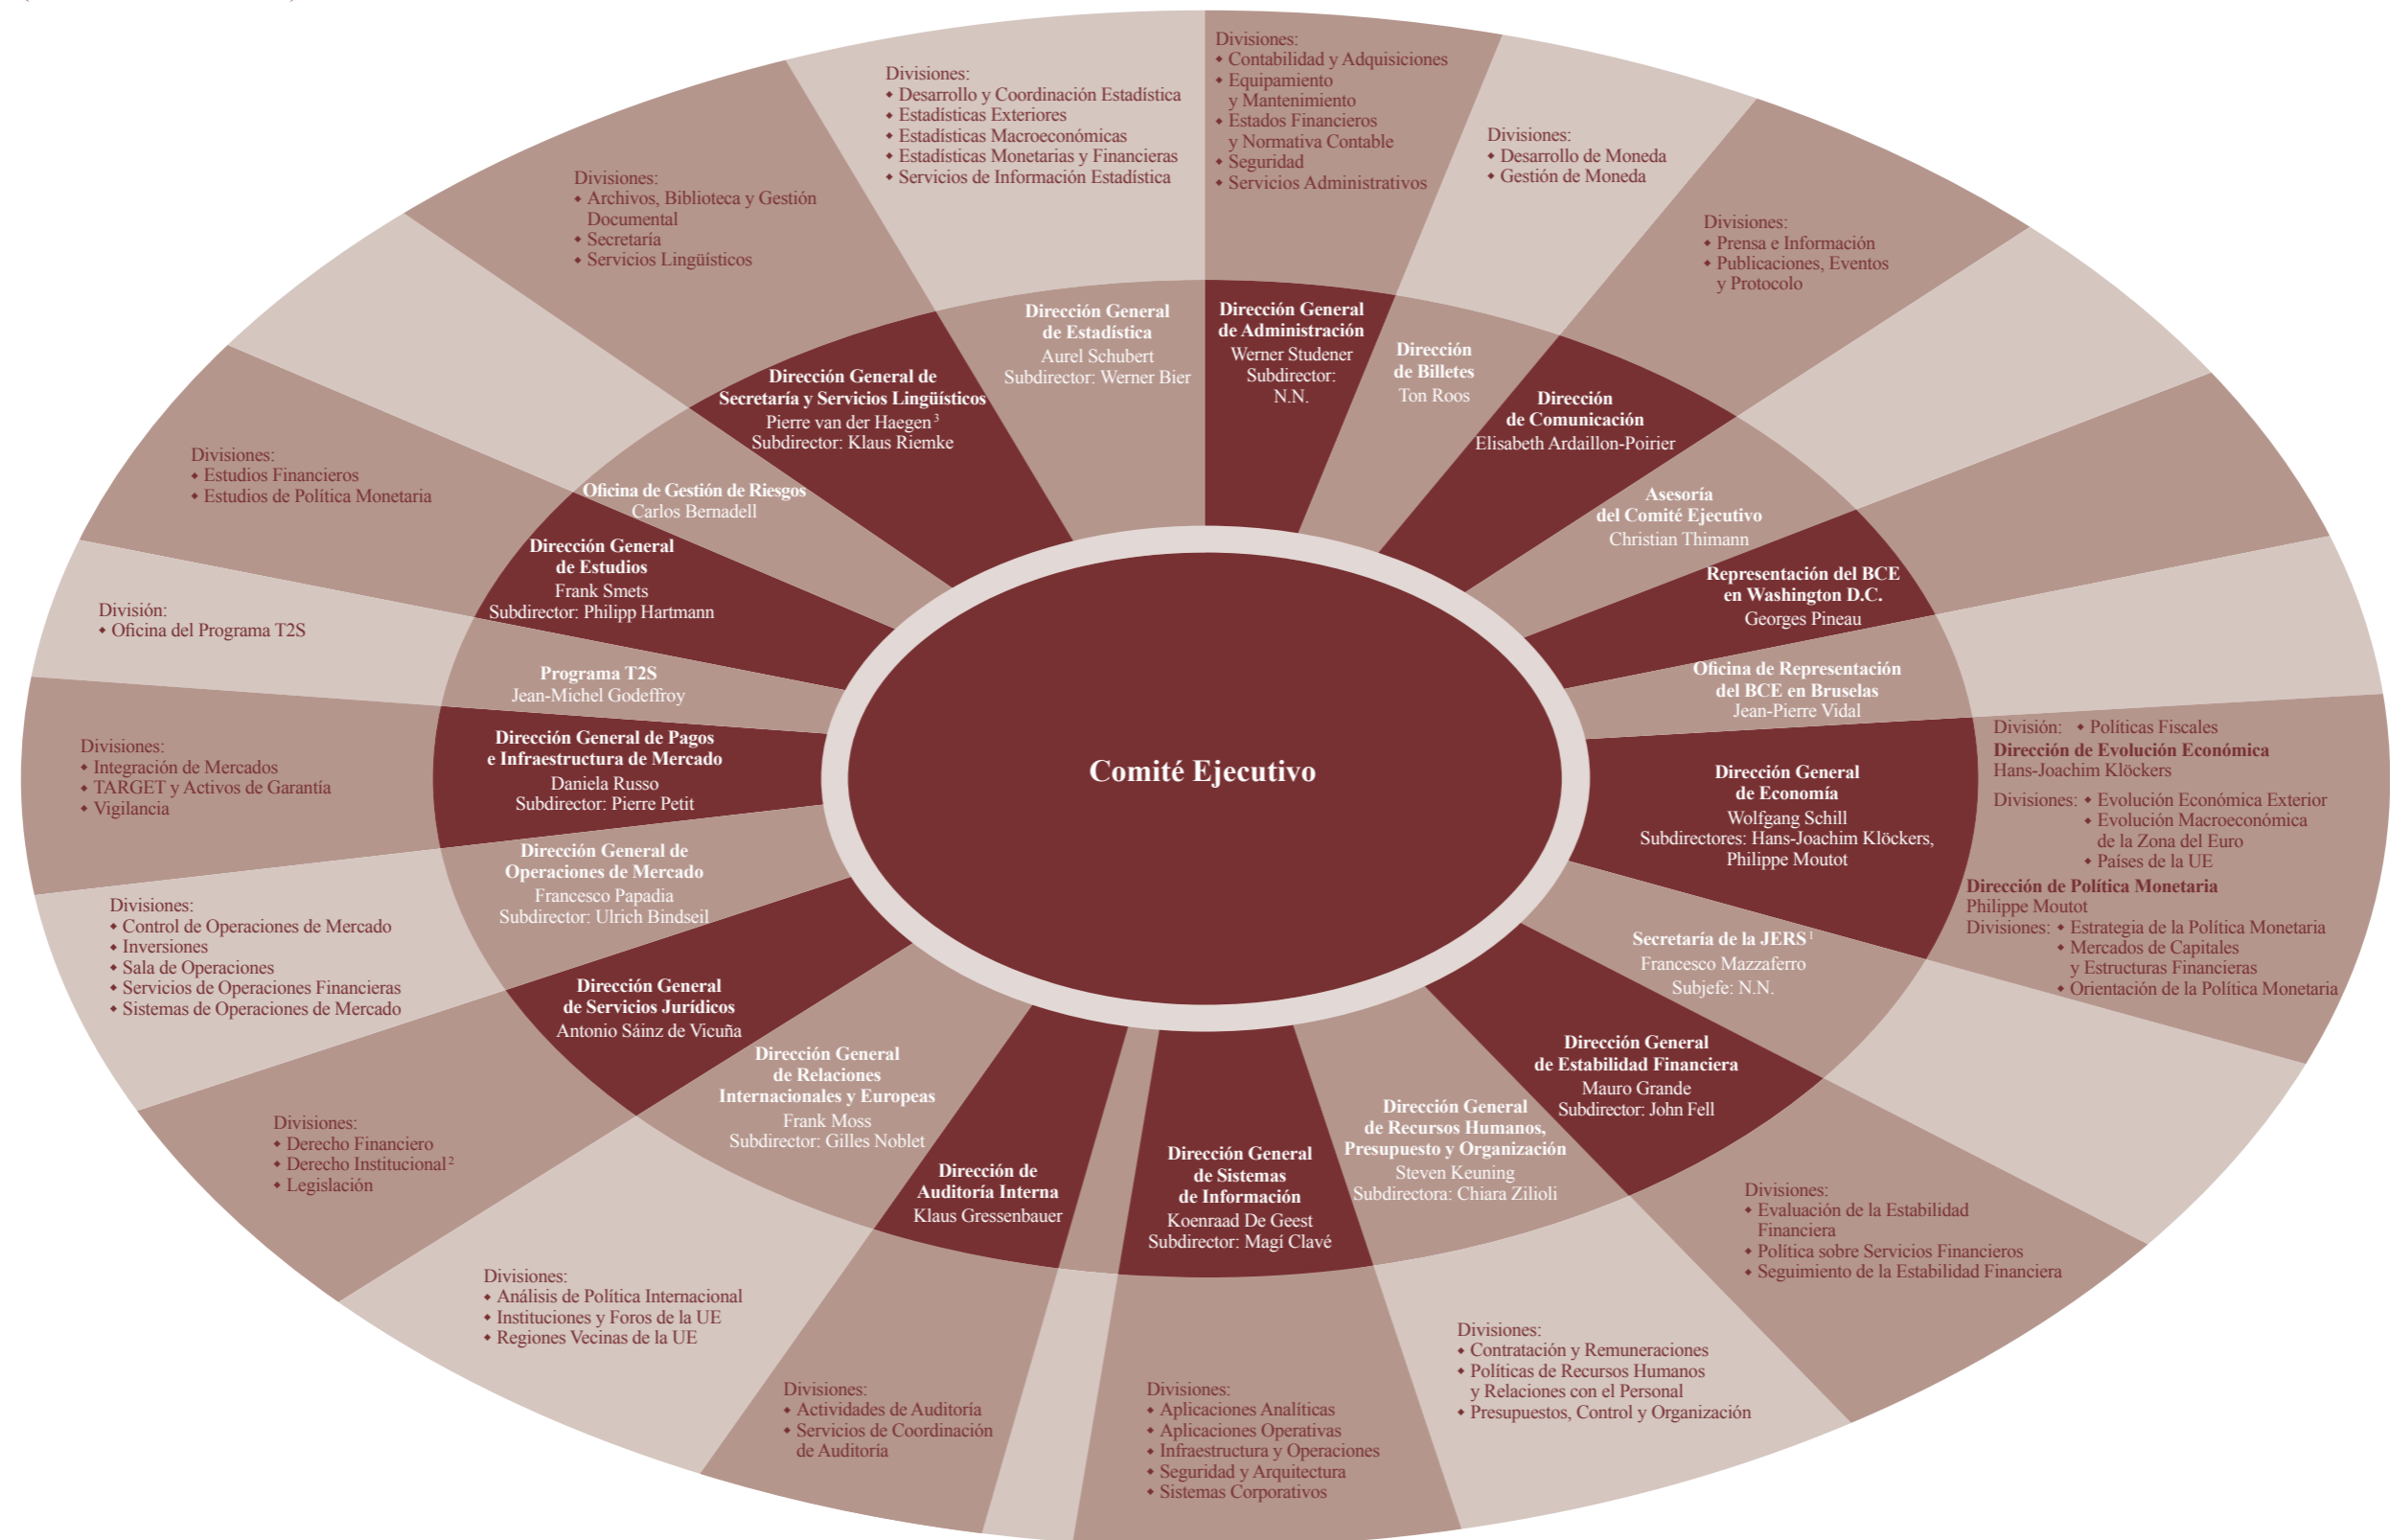 Comité Ejecutivo
Divisiones:
◆ Contabilidad y Adquisiciones
◆ Equipamiento
y Mantenimiento
◆ Estados Financieros
y Normativa Contable
◆ Seguridad
◆ Servicios Administrativos
Dirección General
de Administración
Werner Studener
Subdirector:
N.N.
Divisiones:
◆ Desarrollo de Moneda
◆ Gestión de Moneda
Dirección
de Billetes
Ton Roos
Divisiones:
◆ Prensa e Información
◆ Publicaciones, Eventos
y Protocolo
Dirección
de Comunicación
Elisabeth Ardaillon-Poirier
Asesoría
del Comité Ejecutivo
Christian Thimann
Representación del BCE
en Washington D.C.
Georges Pineau
Oficina de Representación
del BCE en Bruselas
Jean-Pierre Vidal
Dirección General
de Economía
Wolfgang Schill
Subdirectores: Hans-Joachim Klöckers,
Philippe Moutot
División: ◆ Políticas Fiscales
Dirección de Evolución Económica
Hans-Joachim Klöckers
Divisiones: ◆ Evolución Económica Exterior
◆ Evolución Macroeconómica
de la Zona del Euro
◆ Países de la UE
Dirección de Política Monetaria
Philippe Moutot
Divisiones: ◆ Estrategia de la Política Monetaria
◆ Mercados de Capitales
y Estructuras Financieras
◆ Orientación de la Política Monetaria
Secretaría de la JERS¹
Francesco Mazzaferro
Subjefe: N.N.
Dirección General
de Estabilidad Financiera
Mauro Grande
Subdirector: John Fell
Divisiones:
◆ Evaluación de la Estabilidad
Financiera
◆ Política sobre Servicios Financieros
◆ Seguimiento de la Estabilidad Financiera
Dirección General
de Recursos Humanos,
Presupuesto y Organización
Steven Keuning
Subdirectora: Chiara Zilioli
Divisiones:
◆ Contratación y Remuneraciones
◆ Políticas de Recursos Humanos
y Relaciones con el Personal
◆ Presupuestos, Control y Organización
Dirección General
de Sistemas
de Información
Koenraad De Geest
Subdirector: Magí Clavé
Divisiones:
◆ Aplicaciones Analíticas
◆ Aplicaciones Operativas
◆ Infraestructura y Operaciones
◆ Seguridad y Arquitectura
◆ Sistemas Corporativos
Dirección de
Auditoría Interna
Klaus Gressenbauer
Divisiones:
◆ Actividades de Auditoría
◆ Servicios de Coordinación
de Auditoría
Dirección General
de Relaciones
Internacionales y Europeas
Frank Moss
Subdirector: Gilles Noblet
Divisiones:
◆ Análisis de Política Internacional
◆ Instituciones y Foros de la UE
◆ Regiones Vecinas de la UE
Dirección General
de Servicios Jurídicos
Antonio Sáinz de Vicuña
Divisiones:
◆ Derecho Financiero
◆ Derecho Institucional²
◆ Legislación
Dirección General de
Operaciones de Mercado
Francesco Papadia
Subdirector: Ulrich Bindseil
Divisiones:
◆ Control de Operaciones de Mercado
◆ Inversiones
◆ Sala de Operaciones
◆ Servicios de Operaciones Financieras
◆ Sistemas de Operaciones de Mercado
Dirección General de Pagos
e Infraestructura de Mercado
Daniela Russo
Subdirector: Pierre Petit
Divisiones:
◆ Integración de Mercados
◆ TARGET y Activos de Garantía
◆ Vigilancia
Programa T2S
Jean-Michel Godeffroy
División:
◆ Oficina del Programa T2S
Dirección General
de Estudios
Frank Smets
Subdirector: Philipp Hartmann
Divisiones:
◆ Estudios Financieros
◆ Estudios de Política Monetaria
Oficina de Gestión de Riesgos
Carlos Bernadell
Dirección General de
Secretaría y Servicios Lingüísticos
Pierre van der Haegen³
Subdirector: Klaus Riemke
Divisiones:
◆ Archivos, Biblioteca y Gestión
Documental
◆ Secretaría
◆ Servicios Lingüísticos
Dirección General
de Estadística
Aurel Schubert
Subdirector: Werner Bier
Divisiones:
◆ Desarrollo y Coordinación Estadística
◆ Estadísticas Exteriores
◆ Estadísticas Macroeconómicas
◆ Estadísticas Monetarias y Financieras
◆ Servicios de Información Estadística